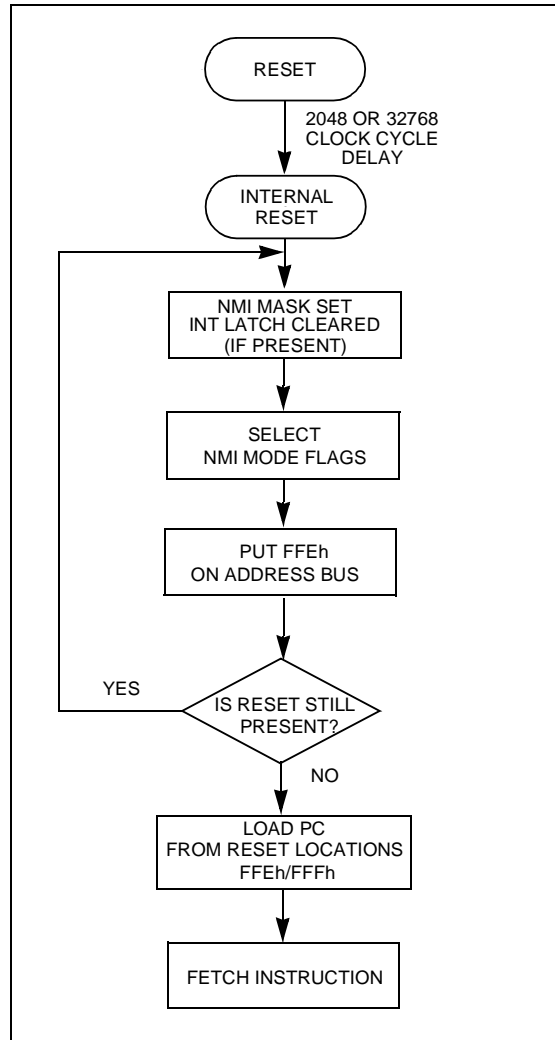 RESET
2048 OR 32768
CLOCK CYCLE
DELAY
INTERNAL
RESET
NMI MASK SET
INT LATCH CLEARED
(IF PRESENT)
SELECT
NMI MODE FLAGS
PUT FFEh
ON ADDRESS BUS
YES
IS RESET STILL
PRESENT?
NO
LOAD PC
FROM RESET LOCATIONS
FFEh/FFFh
FETCH INSTRUCTION